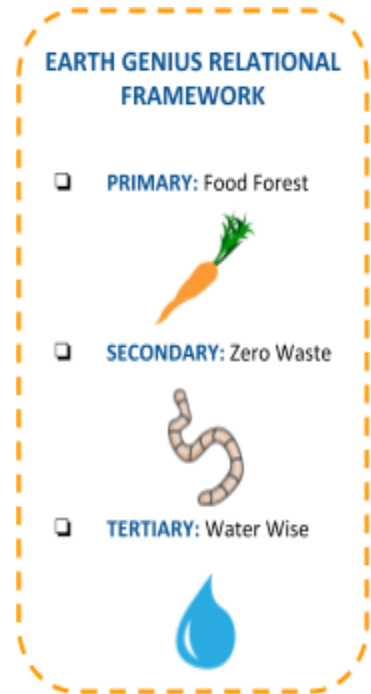 EARTH GENIUS RELATIONAL
FRAMEWORK
PRIMARY: Food Forest
SECONDARY: Zero Waste
TERTIARY: Water Wise